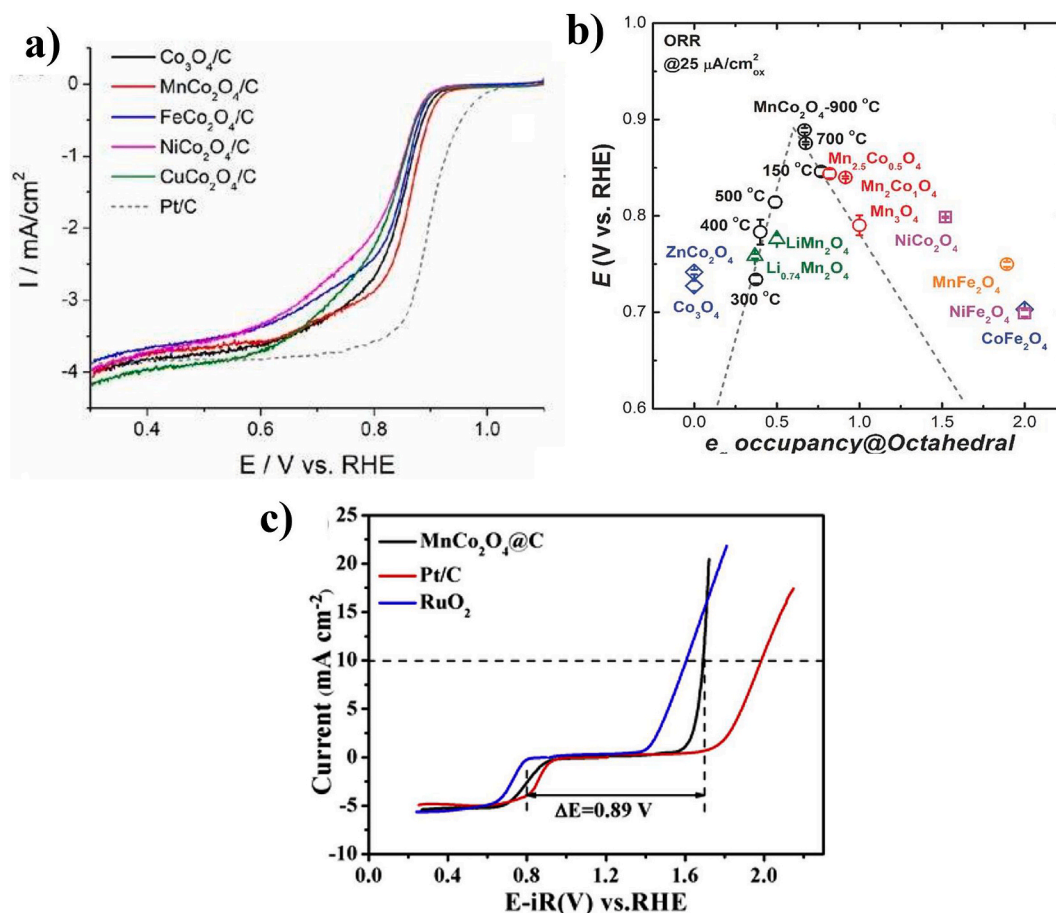 a)
Co₃O₄/C
MnCo₂O₄/C
FeCo₂O₄/C
NiCo₂O₄/C
CuCo₂O₄/C
Pt/C
I / mA/cm²
0
-1
-2
-3
-4
0.4 0.6 0.8 1.0
E / V vs. RHE
b)
ORR
@25 μA/cm²ox
MnCo₂O₄-900 °C
700 °C
150 °C
Mn₂.₅Co₀.₅O₄
Mn₂Co₁O₄
500 °C
Mn₃O₄
400 °C
NiCo₂O₄
ZnCo₂O₄
LiMn₂O₄
Li₀.₇₄Mn₂O₄
MnFe₂O₄
Co₃O₄
300 °C
NiFe₂O₄
CoFe₂O₄
E (V vs. RHE)
1.0
0.9
0.8
0.7
0.6
0.0 0.5 1.0 1.5 2.0
occupancy@Octahedral
c)
MnCo₂O₄@C
Pt/C
RuO₂
ΔE=0.89 V
Current (mA cm⁻²)
25
20
15
10
5
0
-5
-10
0.4 0.8 1.2 1.6 2.0
E-iR(V) vs.RHE